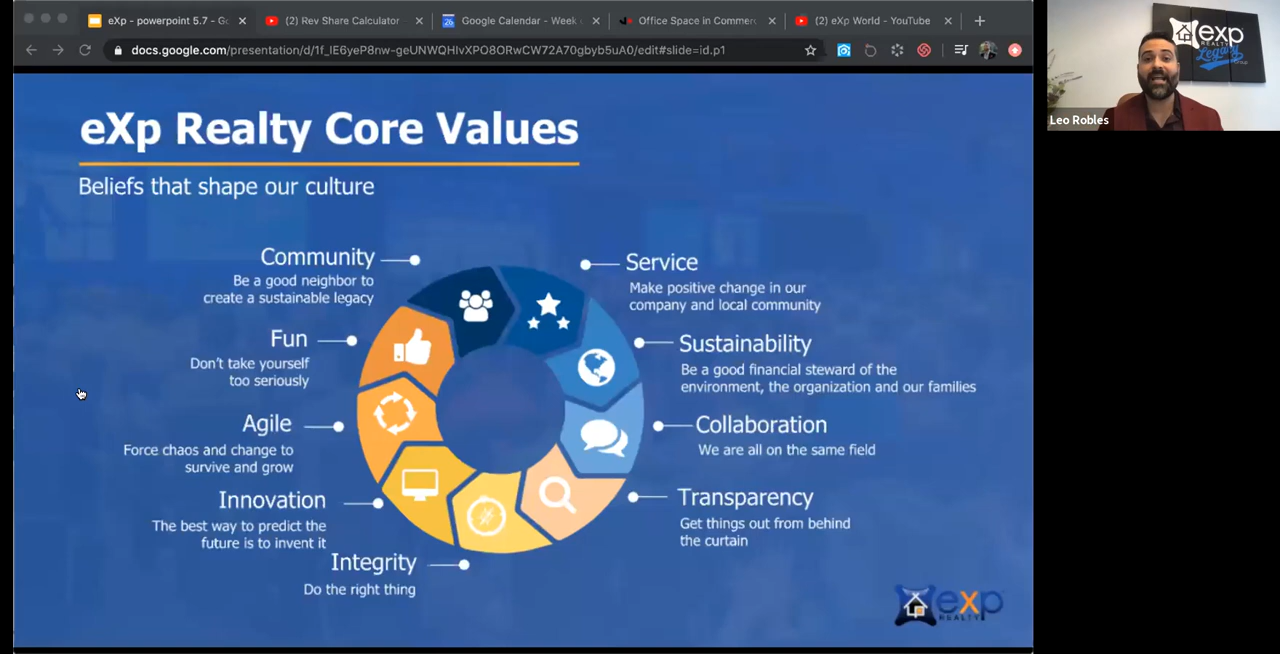 eXp - powerpoint 5.7 - Go
(2) Rev Share Calculator
Google Calendar - Week o
Office Space in Commerc
(2) eXp World - YouTube
docs.google.com/presentation/d/1f_IE6yeP8nw-geUNWQHIvXPO8ORwCW72A70gbyb5uA0/edit#slide=id.p1
eXp Realty Core Values
Beliefs that shape our culture
Community
Be a good neighbor to
create a sustainable legacy
Fun
Don't take yourself
too seriously
Agile
Force chaos and change to
survive and grow
Innovation
The best way to predict the
future is to invent it
Integrity
Do the right thing
Service
Make positive change in our
company and local community
Sustainability
Be a good financial steward of the
environment, the organization and our families
Collaboration
We are all on the same field
Transparency
Get things out from behind
the curtain
exp
REALTY
exp
REALTY
Legacy
Group
Leo Robles